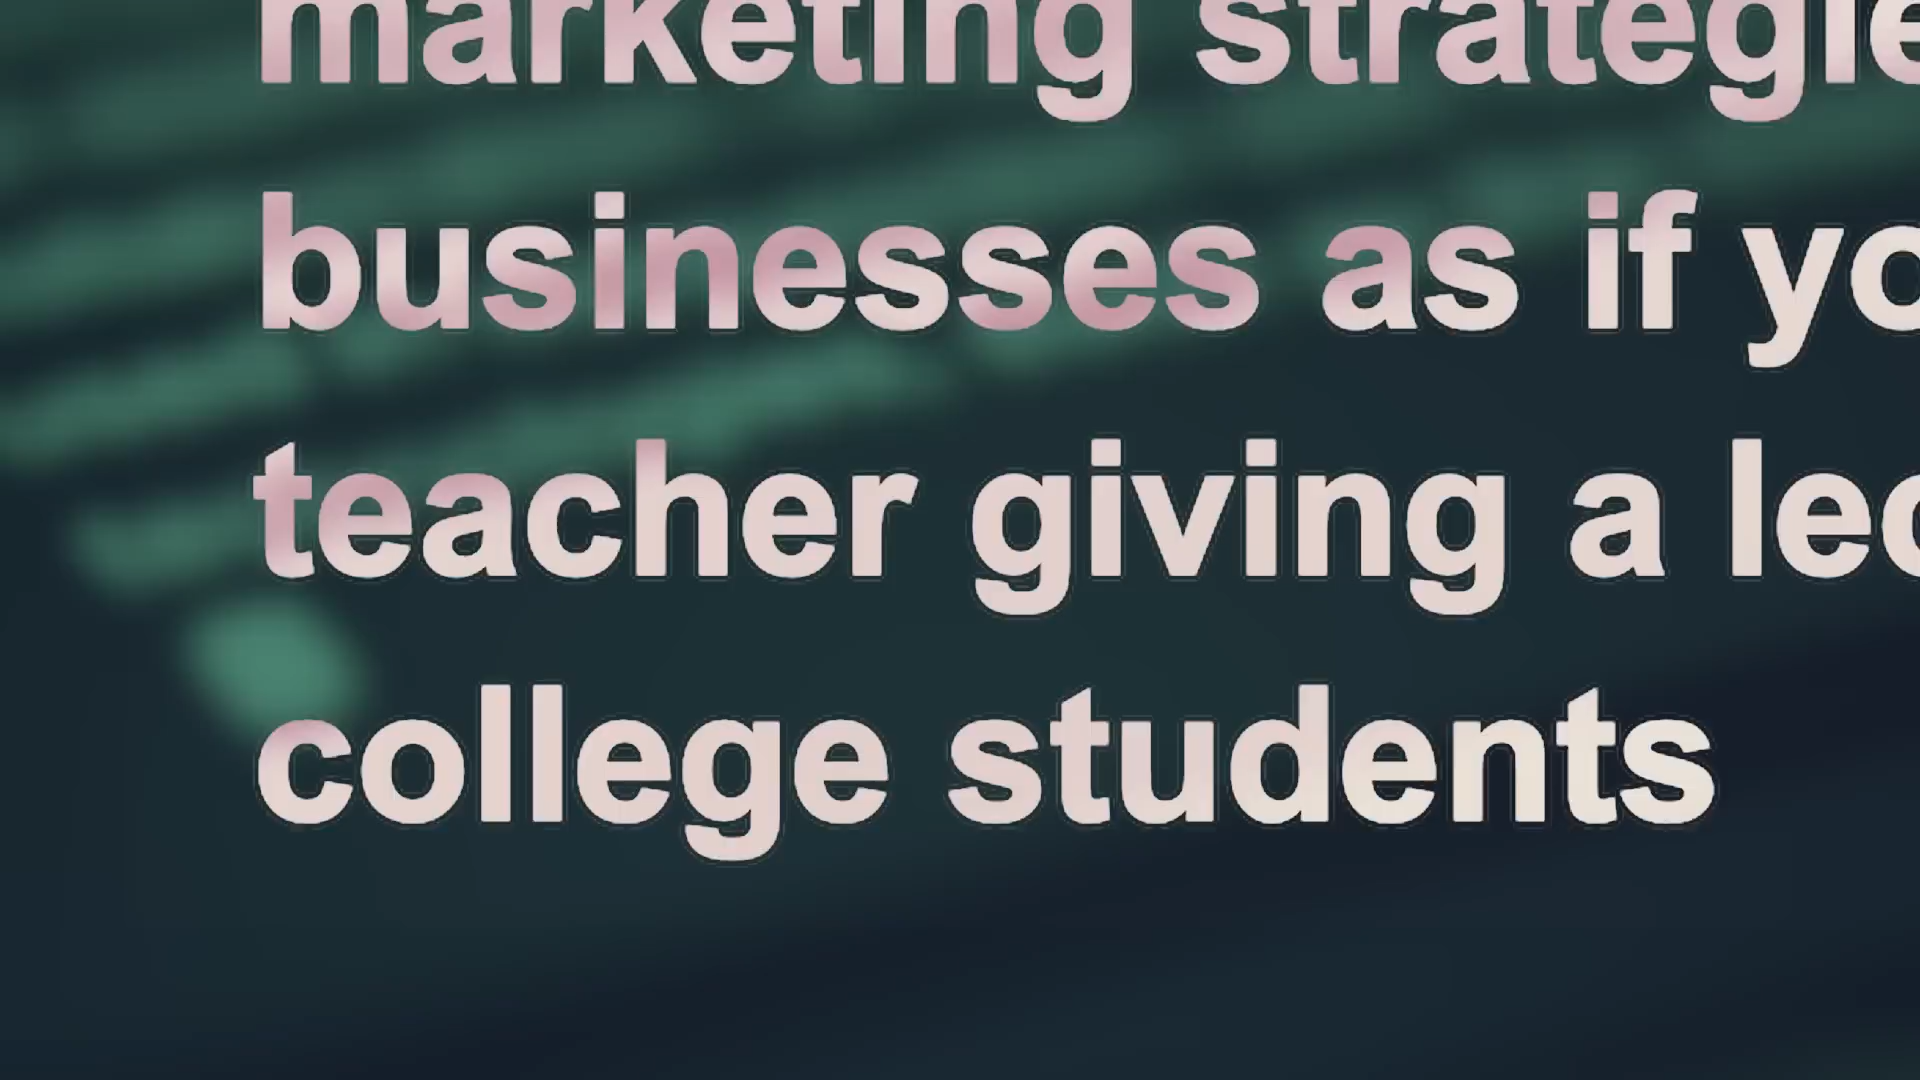 marketing
businesses as if
teacher giving a
college students